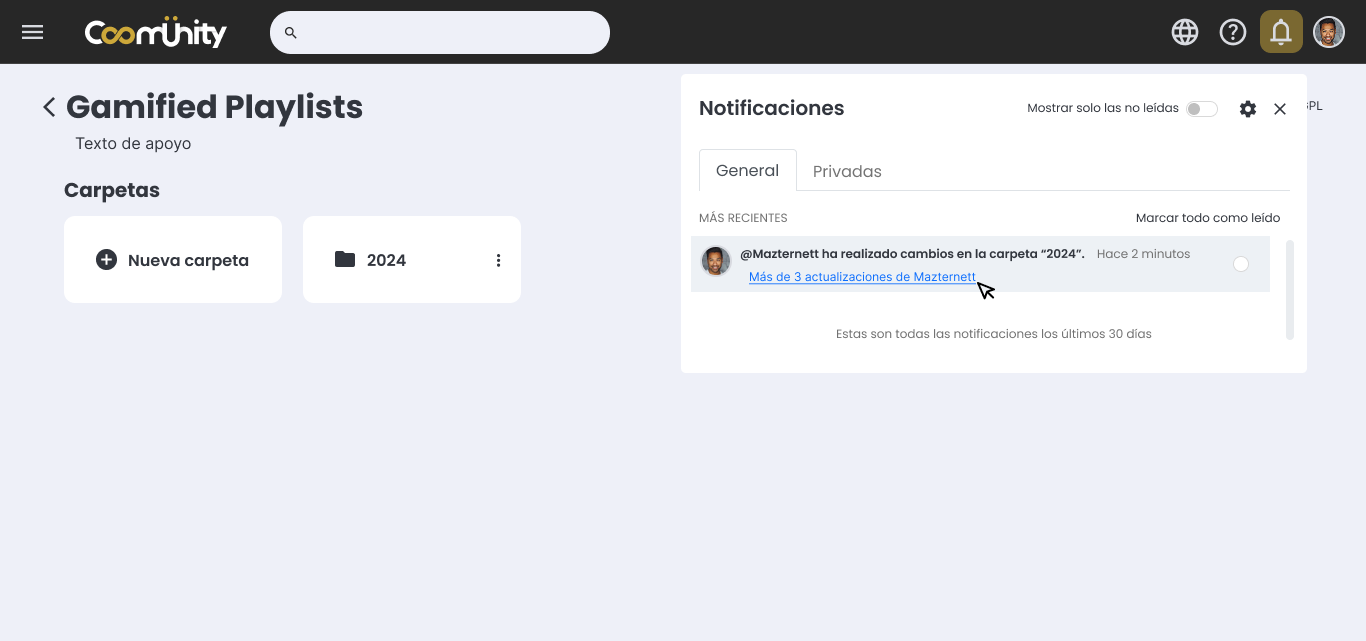 CoomÜnity
Gamified Playlists
Texto de apoyo
Carpetas
Nueva carpeta
2024
Notificaciones
Mostrar solo las no leídas
General
Privadas
MÁS RECIENTES
Marcar todo como leído
@Mazternett ha realizado cambios en la carpeta “2024”. Hace 2 minutos
Más de 3 actualizaciones de Mazternett
Estas son todas las notificaciones los últimos 30 días